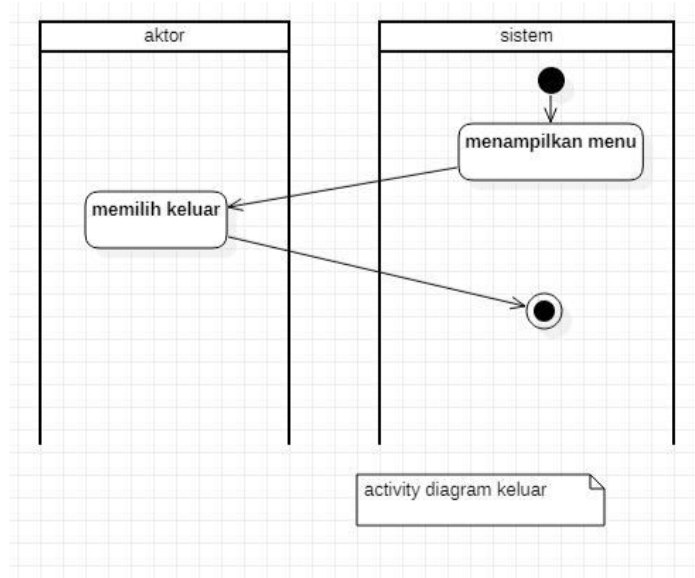 aktor
sistem
menampilkan menu
memilih keluar
activity diagram keluar